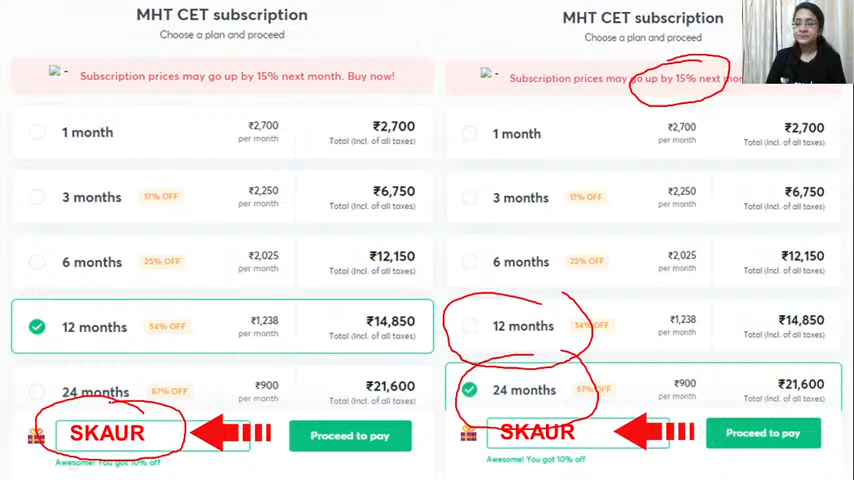 MHT CET subscription
Choose a plan and proceed
Subscription prices may go up by 15% next month. Buy now!
1 month ₹2,700 per month ₹2,700 Total (Incl. of all taxes)
3 months 17% OFF ₹2,250 per month ₹6,750 Total (Incl. of all taxes)
6 months 25% OFF ₹2,025 per month ₹12,150 Total (Incl. of all taxes)
12 months 54% OFF ₹1,238 per month ₹14,850 Total (Incl. of all taxes)
24 months 67% OFF ₹900 per month ₹21,600
SKAUR Proceed to pay
Awesome! You got 10% off
MHT CET subscription
Choose a plan and proceed
Subscription prices may go up by 15% next
1 month ₹2,700 per month ₹2,700 Total (Incl. of all taxes)
3 months 17% OFF ₹2,250 per month ₹6,750 Total (Incl. of all taxes)
6 months 25% OFF ₹2,025 per month ₹12,150 Total (Incl. of all taxes)
12 months 54% OFF ₹1,238 per month ₹14,850 Total (Incl. of all taxes)
24 months 67% OFF ₹900 per month ₹21,600 Total (Incl. of all taxes)
SKAUR Proceed to pay
Awesome! You got 10% off